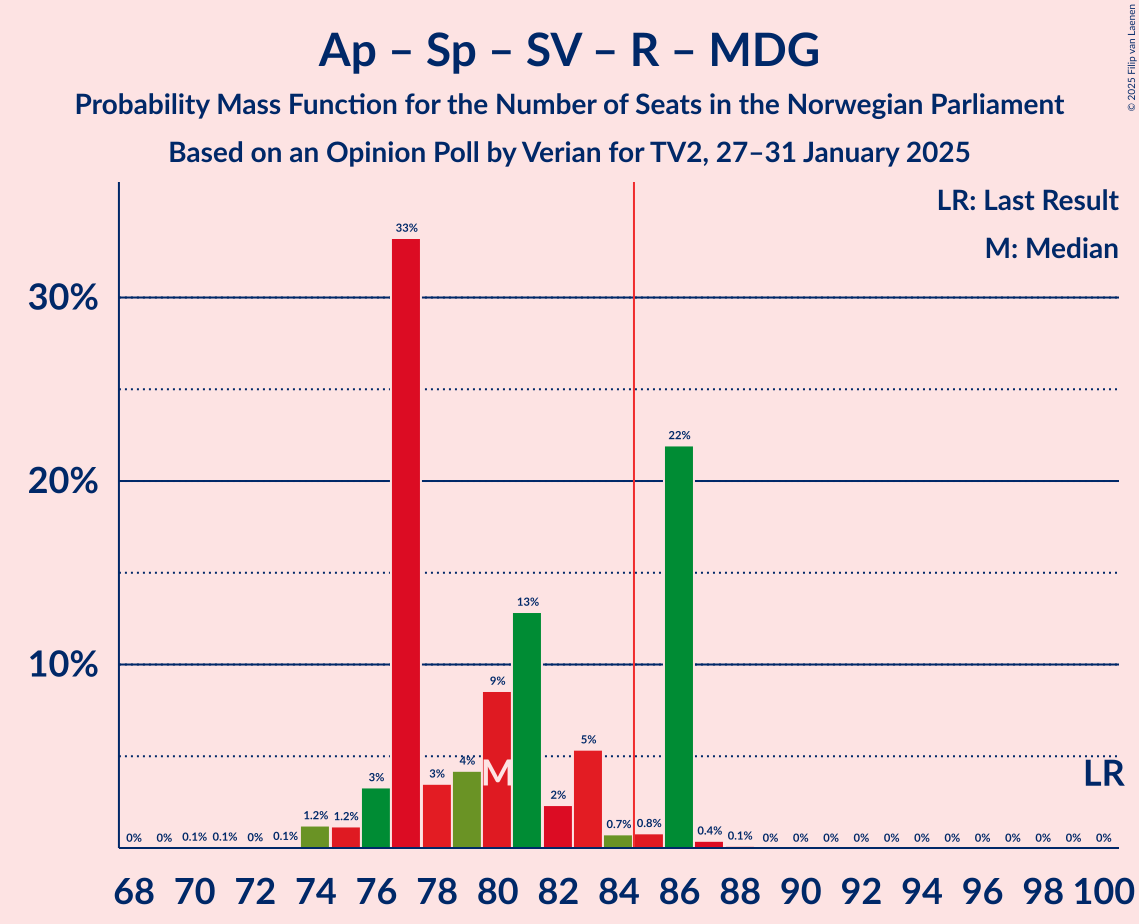 Ap – Sp – SV – R – MDG
Probability Mass Function for the Number of Seats in the Norwegian Parliament
Based on an Opinion Poll by Verian for TV2, 27–31 January 2025
© 2025 Filip van Laenen
LR: Last Result
M: Median
30%
20%
10%
0% 0% 0.1% 0.1% 0% 0.1% 1.2% 1.2% 3% 33% 3% 4% 9% 13% 2% 5% 0.7% 0.8% 22% 0.4% 0.1% 0% 0% 0% 0% 0% 0% 0% 0% 0% 0% 0% 0%
M
LR
68 70 72 74 76 78 80 82 84 86 88 90 92 94 96 98 100